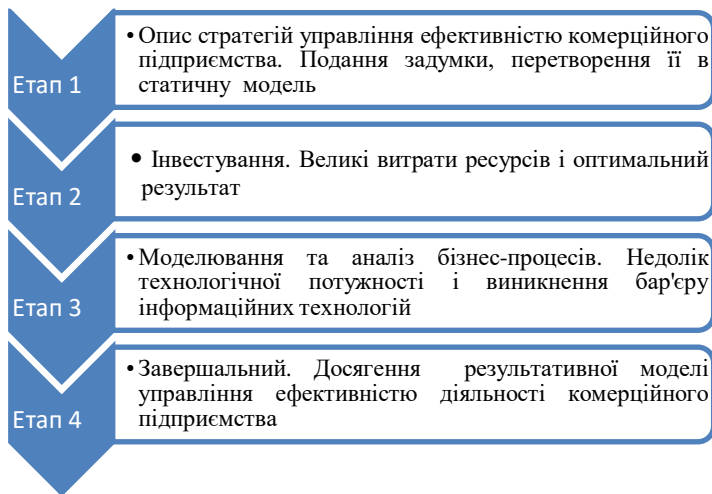 Етап 1
• Опис стратегій управління ефективністю комерційного
підприємства. Подання задумки, перетворення її в
статичну модель
Етап 2
• Інвестування. Великі витрати ресурсів і оптимальний
результат
Етап 3
• Моделювання та аналіз бізнес-процесів. Недолік
технологічної потужності і виникнення бар'єру
інформаційних технологій
Етап 4
• Завершальний. Досягення результативної моделі
управління ефективністю діяльності комерційного
підприємства